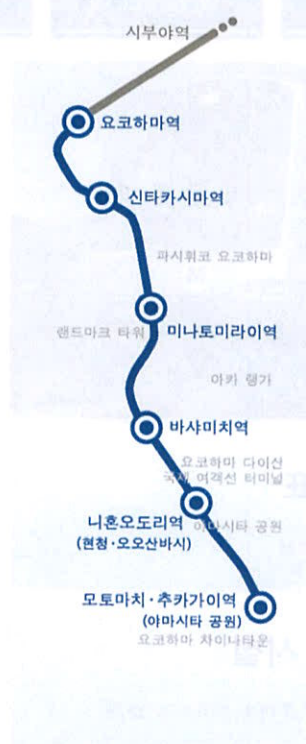 시부야역
요코하마역
신타카시마역
파시휘코 요코하마
랜드마크 타워
미나토미라이역
아카 렝가
바샤미치역
요코하마 다이산
국제 여객선 터미널
니혼오도리역
야마시타 공원
(현청·오오산바시)
모토마치·추카가이역
(야마시타 공원)
요코하마 차이나타운